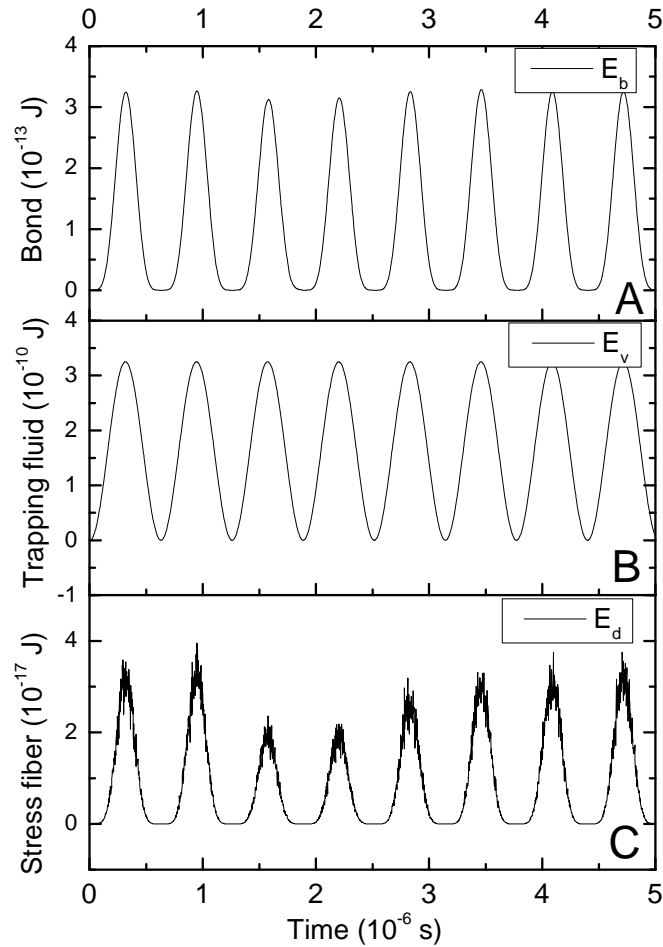 0 1 2 3 4 5
4
3
2
1
0
Bond (10⁻¹³ J)
E_b
A
4
3
2
1
0
-1
Trapping fluid (10⁻¹⁰ J)
E_v
B
4
2
0
Stress fiber (10⁻¹⁷ J)
E_d
C
0 1 2 3 4 5
Time (10⁻⁶ s)